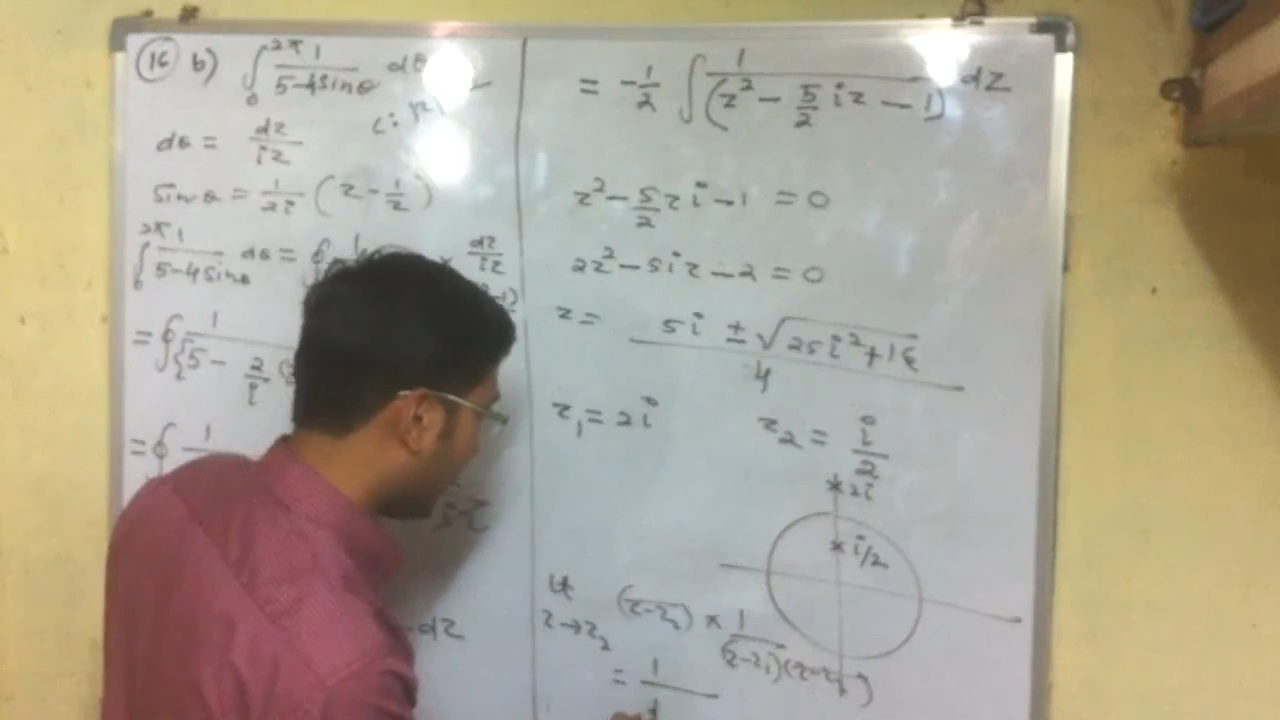 16 b) ∫₀^2π 1/(5-4sinθ) dθ
c: |z|
dθ = dz/iz
sinθ = 1/2i (z - 1/z)
∫₀^2π 1/(5-4sinθ) dθ = ∮ × dz/iz
= ∮ 1/{5 - 2/i
= ∮ 1
dz
= -1/2 ∫ 1/(z² - 5/2 iz - 1) dz
z² - 5/2 zi - 1 = 0
2z² - 5iz - 2 = 0
z = 5i ± √(25i² + 16) / 4
z₁ = 2i z₂ = i/2
2i
i/2
lt z→z₂ (z-z₂) × 1/(z-z₁)(z-z₂)
= 1